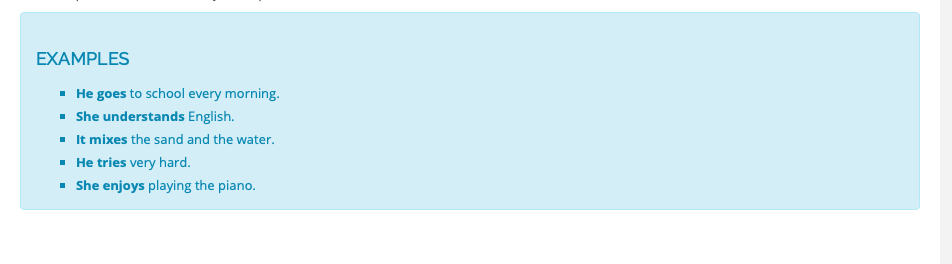 EXAMPLES
He goes to school every morning.
She understands English.
It mixes the sand and the water.
He tries very hard.
She enjoys playing the piano.